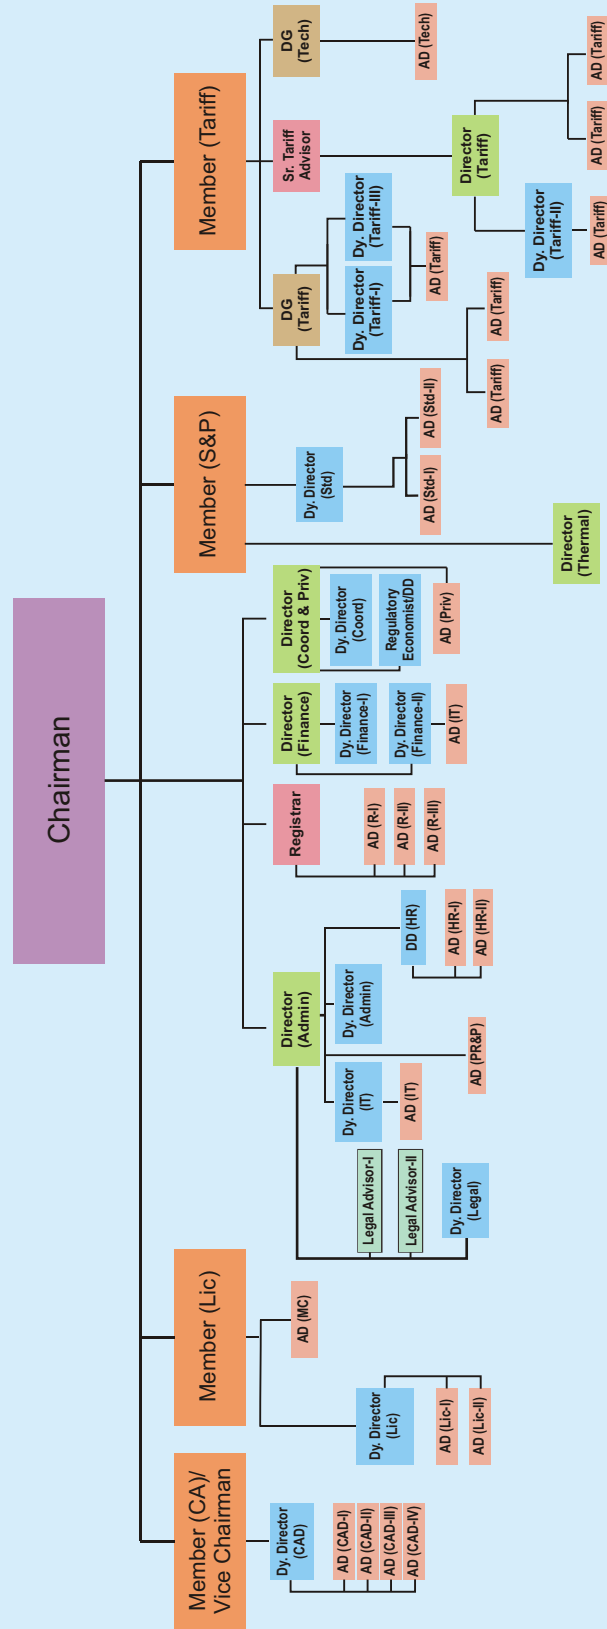 Chairman
Member (CA)/
Vice Chairman
Member (Lic)
Member (S&P)
Member (Tariff)
Dy. Director
(CAD)
AD (CAD-I)
AD (CAD-II)
AD (CAD-III)
AD (CAD-IV)
AD (MC)
Dy. Director
(Lic)
AD (Lic-I)
AD (Lic-II)
Director
(Admin)
Legal Advisor-I
Legal Advisor-II
Dy. Director
(Legal)
Dy. Director
(IT)
AD (IT)
AD (PR&P)
Dy. Director
(Admin)
DD (HR)
AD (HR-I)
AD (HR-II)
Registrar
AD (R-I)
AD (R-II)
AD (R-III)
Director
(Finance)
Dy. Director
(Finance-I)
Dy. Director
(Finance-II)
AD (IT)
Director
(Coord & Priv)
Dy. Director
(Coord)
Regulatory
Economist/DD
AD (Priv)
Dy. Director
(Std)
AD (Std-I)
AD (Std-II)
Director
(Thermal)
DG
(Tariff)
Dy. Director
(Tariff-I)
Dy. Director
(Tariff-III)
AD (Tariff)
AD (Tariff)
AD (Tariff)
Sr. Tariff
Advisor
Director
(Tariff)
Dy. Director
(Tariff-II)
AD (Tariff)
AD (Tariff)
AD (Tariff)
DG
(Tech)
AD (Tech)